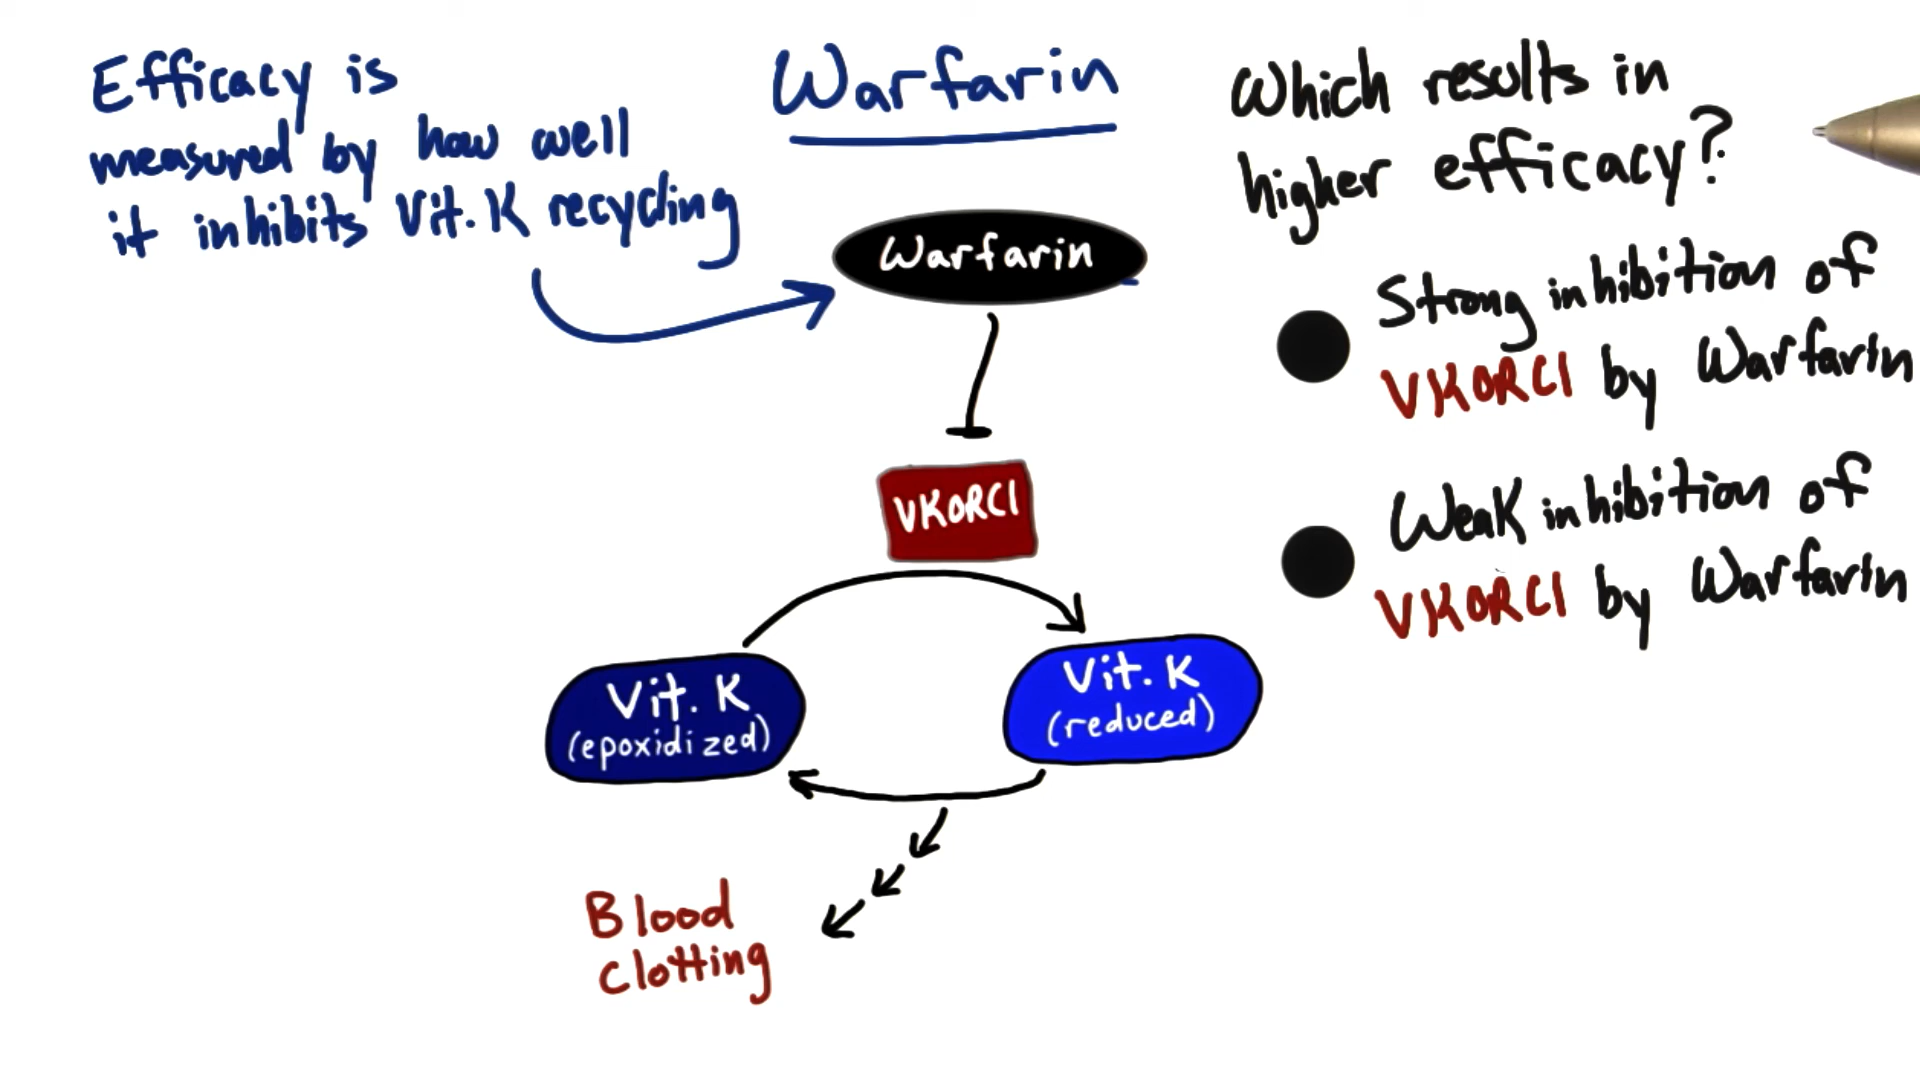 Efficacy is
measured by how well
it inhibits Vit. K recycling
Warfarin
Warfarin
VKORC1
Vit. K
(epoxidized)
Vit. K
(reduced)
Blood
Clotting
Which results in
higher efficacy?
Strong inhibition of
VKORC1 by Warfarin
Weak inhibition of
VKORC1 by Warfarin